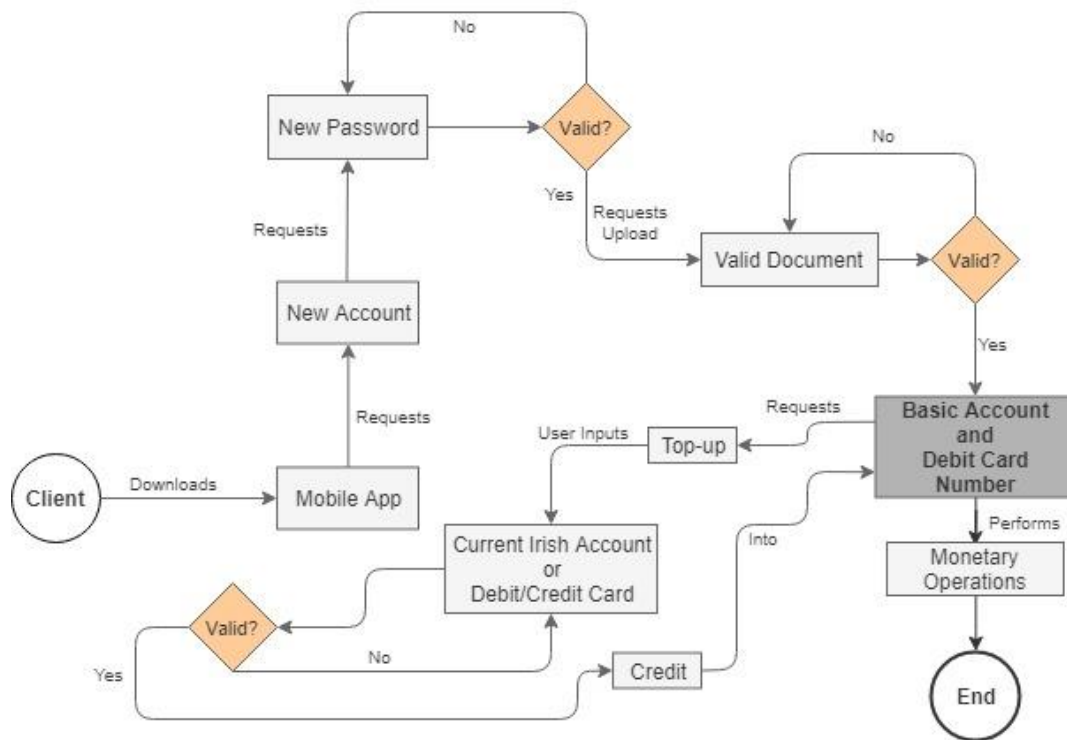 No
New Password
Valid?
No
Yes
Requests
Upload
Requests
Valid Document
Valid?
New Account
Yes
Requests
Requests
Basic Account
and
Debit Card
Number
User Inputs
Top-up
Client
Downloads
Mobile App
Performs
Into
Current Irish Account
or
Debit/Credit Card
Monetary
Operations
Valid?
No
Yes
Credit
End